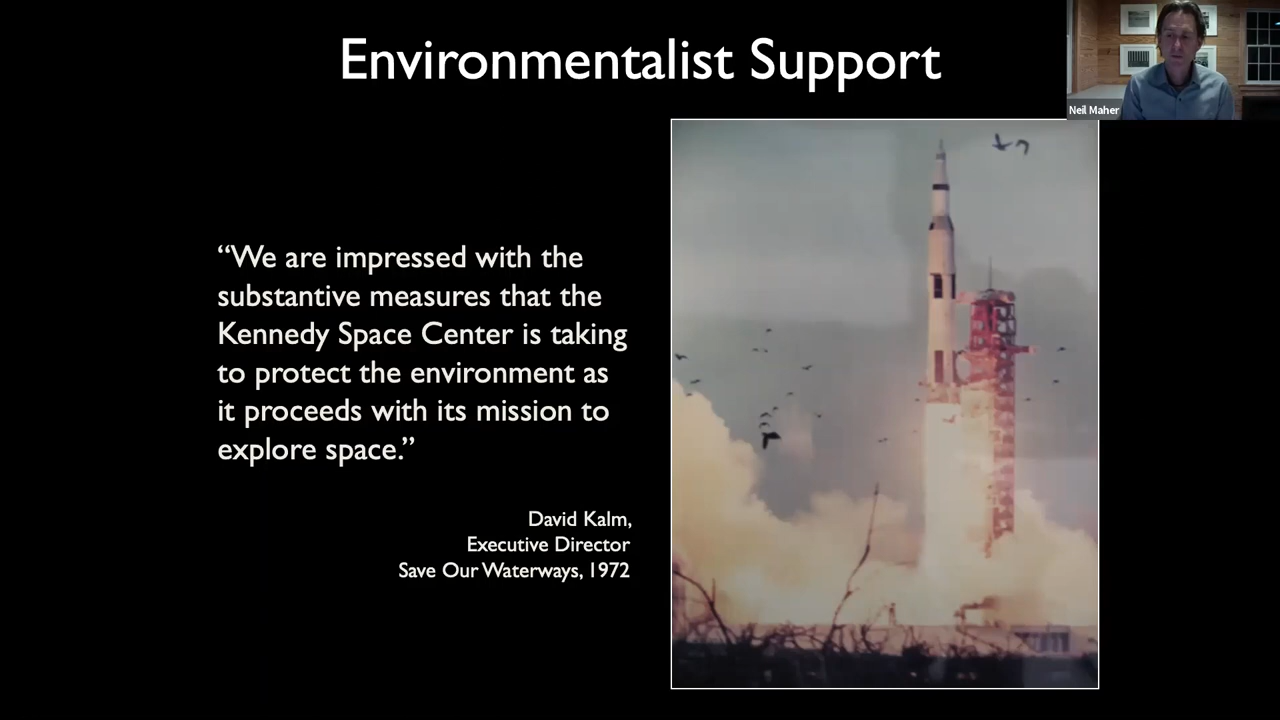 Environmentalist Support
Neil Maher
“We are impressed with the
substantive measures that the
Kennedy Space Center is taking
to protect the environment as
it proceeds with its mission to
explore space.”
David Kalm,
Executive Director
Save Our Waterways, 1972